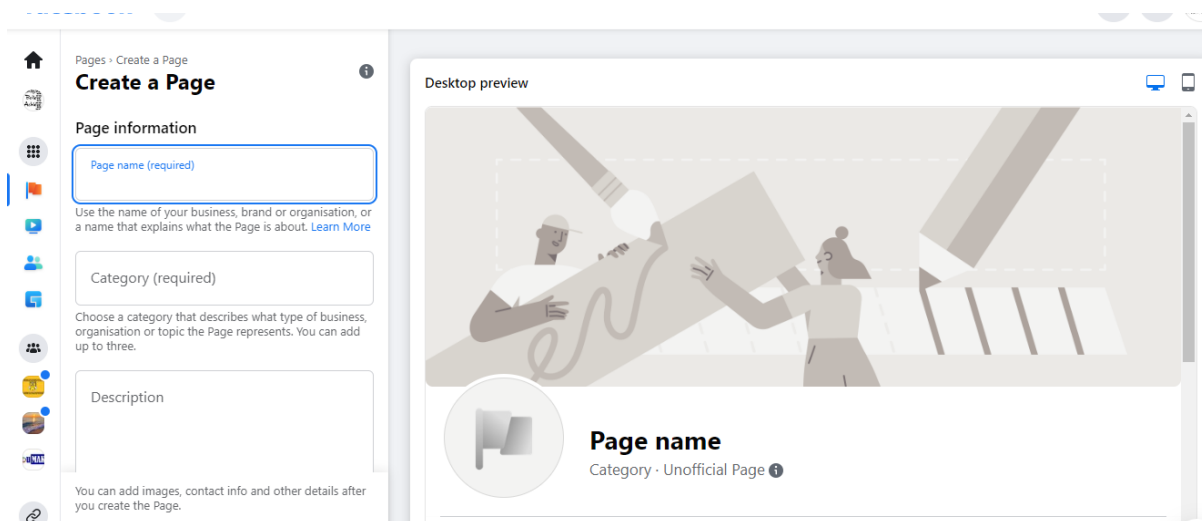 Pages › Create a Page
Create a Page
Page information
Page name (required)
Use the name of your business, brand or organisation, or
a name that explains what the Page is about. Learn More
Category (required)
Choose a category that describes what type of business,
organisation or topic the Page represents. You can add
up to three.
Description
You can add images, contact info and other details after
you create the Page.
Desktop preview
Page name
Category · Unofficial Page